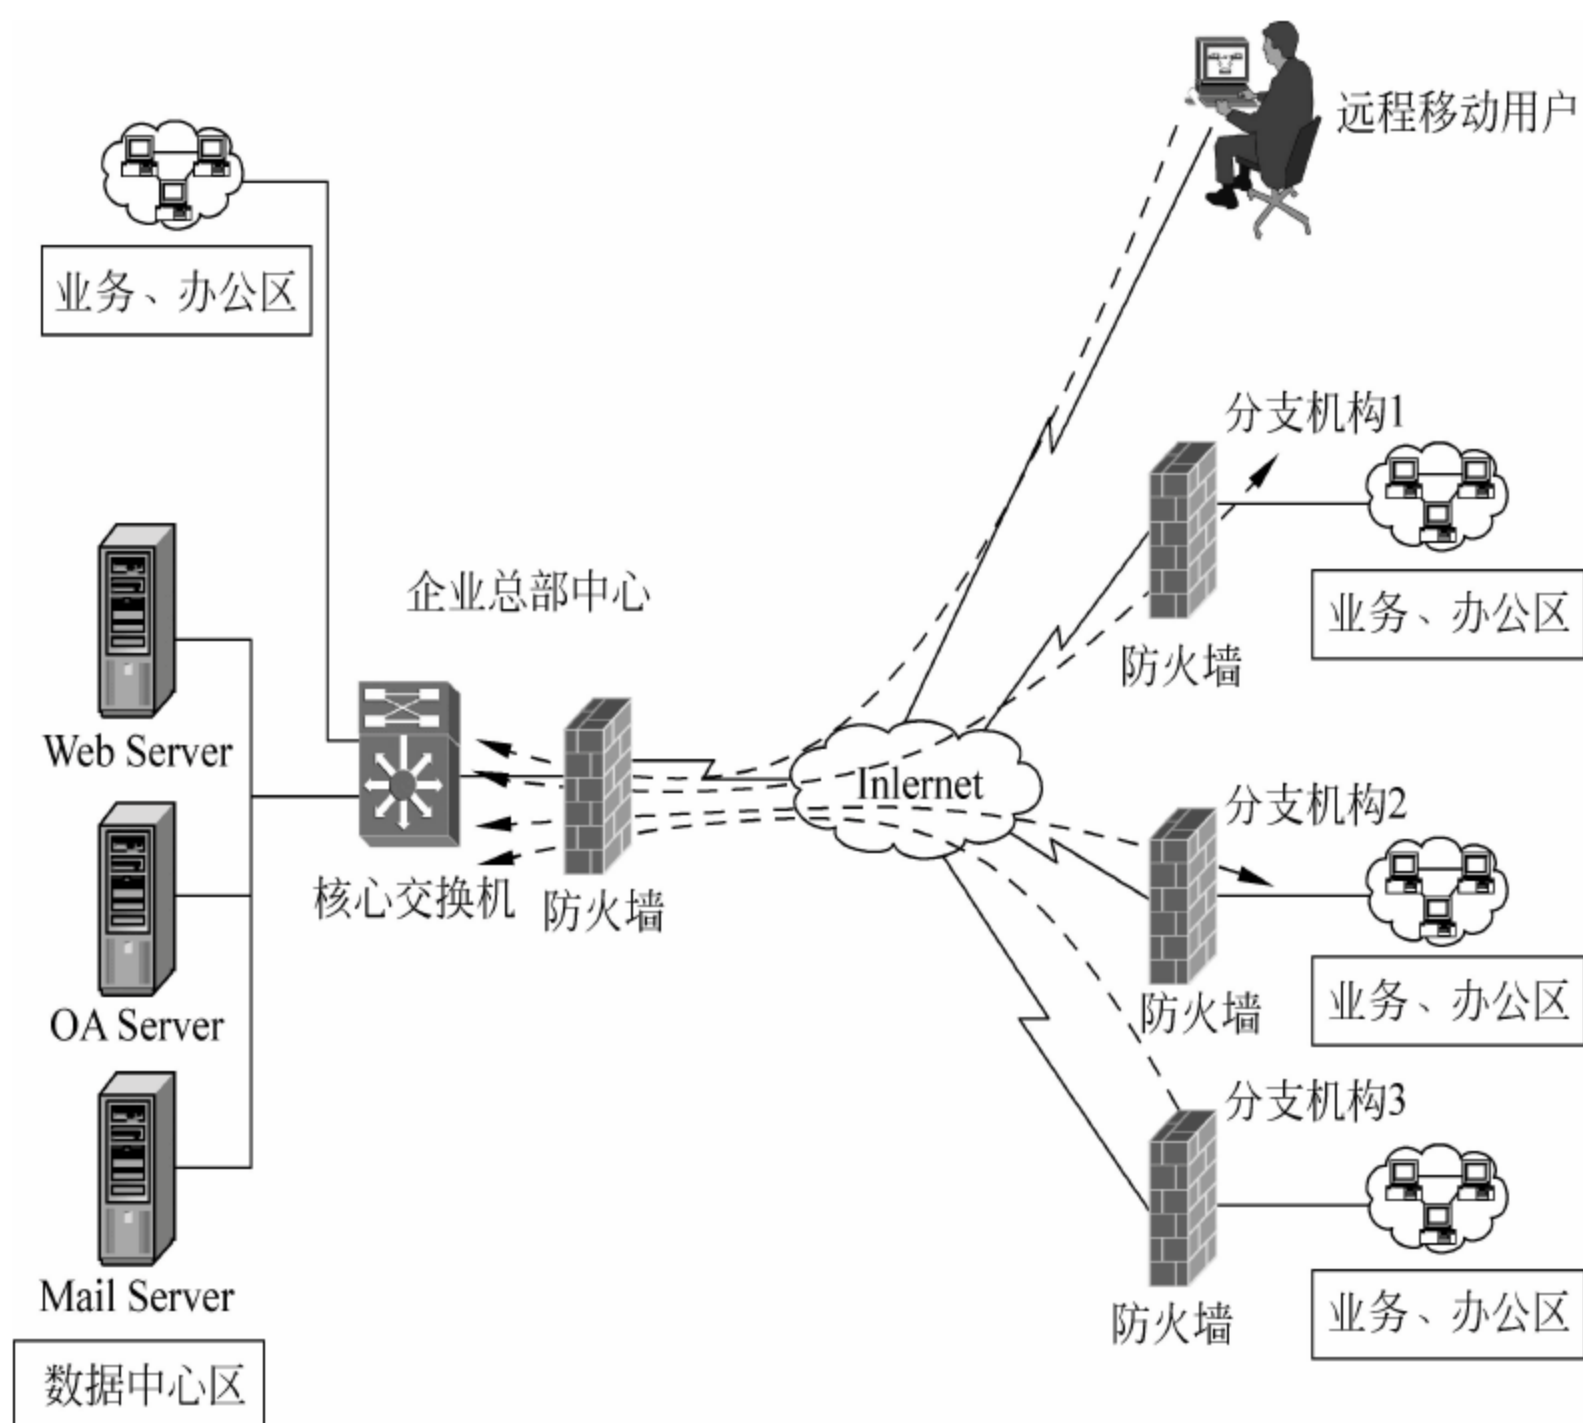 远程移动用户
业务、办公区
分支机构1
企业总部中心
业务、办公区
防火墙
Web Server
Inlernet
分支机构2
核心交换机
防火墙
业务、办公区
防火墙
OA Server
分支机构3
Mail Server
防火墙
业务、办公区
数据中心区